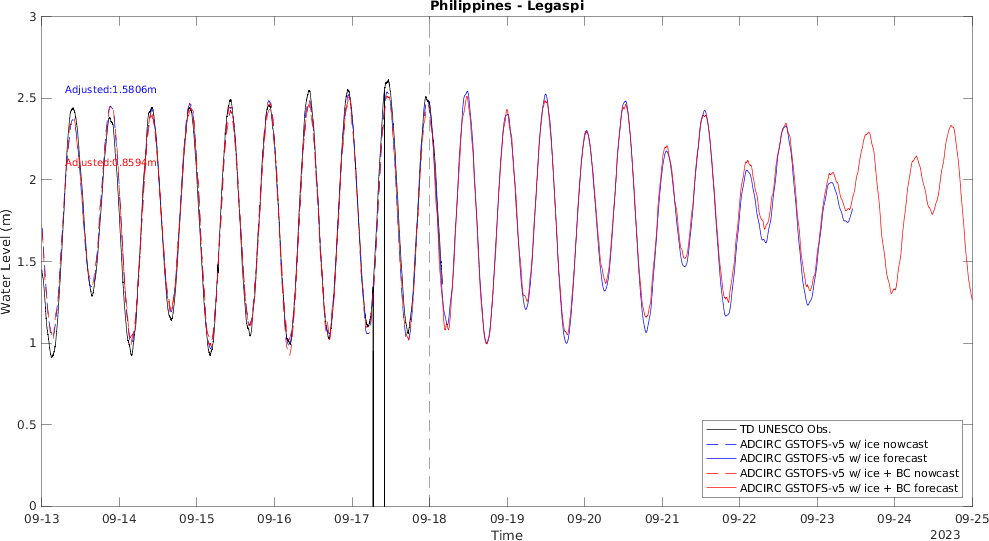 Philippines - Legaspi
3
2.5
2
1.5
1
0.5
0
Water Level (m)
Adjusted:1.5806m
Adjusted:0.8594m
TD UNESCO Obs.
ADCIRC GSTOFS-v5 w/ ice nowcast
ADCIRC GSTOFS-v5 w/ ice forecast
ADCIRC GSTOFS-v5 w/ ice + BC nowcast
ADCIRC GSTOFS-v5 w/ ice + BC forecast
09-13 09-14 09-15 09-16 09-17 09-18 09-19 09-20 09-21 09-22 09-23 09-24 09-25
Time
2023